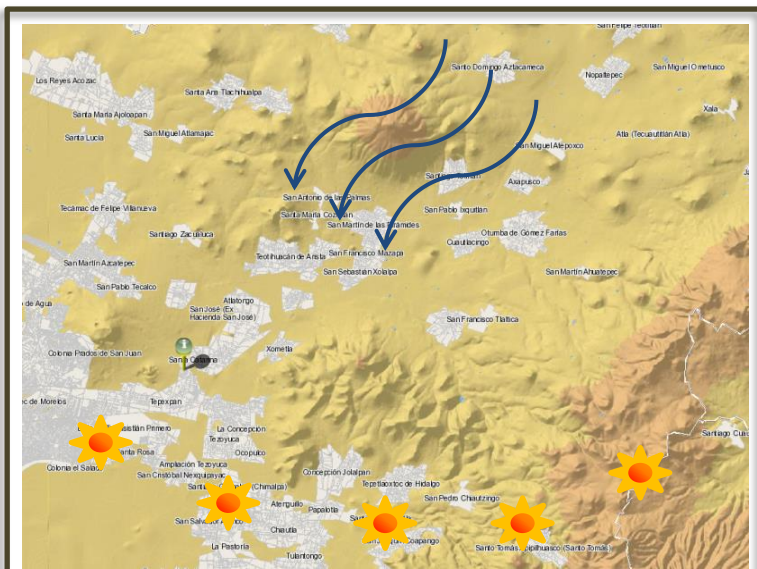 San Felipe Teotitlán
Los Reyes Acozac
Santo Domingo Aztacameca
Nopaltepec
San Miguel Ometusco
Santa Ana Tlachihualpa
Santa María Ajoloapan
Xala
Santa Lucía
San Miguel Atlamajac
Atla (Tecuautitlán Atla)
San Miguel Atepoxco
Axapusco
San Antonio de las Palmas
Tecámac de Felipe Villanueva
Santa María
San Pablo Ixquitlán
San Martín de las Pirámides
Santiago Zacualuca
Otumba de Gómez Farías
Cuautlacingo
Teotihuacán de Arista
San Francisco Mazapa
San Martín Azcatepec
San Sebastián Xolalpa
San Martín Ahuatepec
San Pablo Tecalco
o de Agua
Atlatongo
San José (Ex
Hacienda San José)
San Francisco Tlaltica
Colonia Prados de San Juan
Xometla
Santa Catarina
oc de Morelos
Tepexpan
La Concepción
Tezoyuca
Primero
Santa Rosa
Santiago
Ocopulco
Colonia el Salado
Ampliación Tezoyuca
San Cristóbal Nexquipayac
Concepción Jolalpan
Tepetlaoxtoc de Hidalgo
(Chimalpa)
San Pedro Chiautzingo
Atenguillo
Papalotla
San Salvador
Chiautla
La Pastoría
Tulantongo
Santo Tomás
(Santo Tomás)